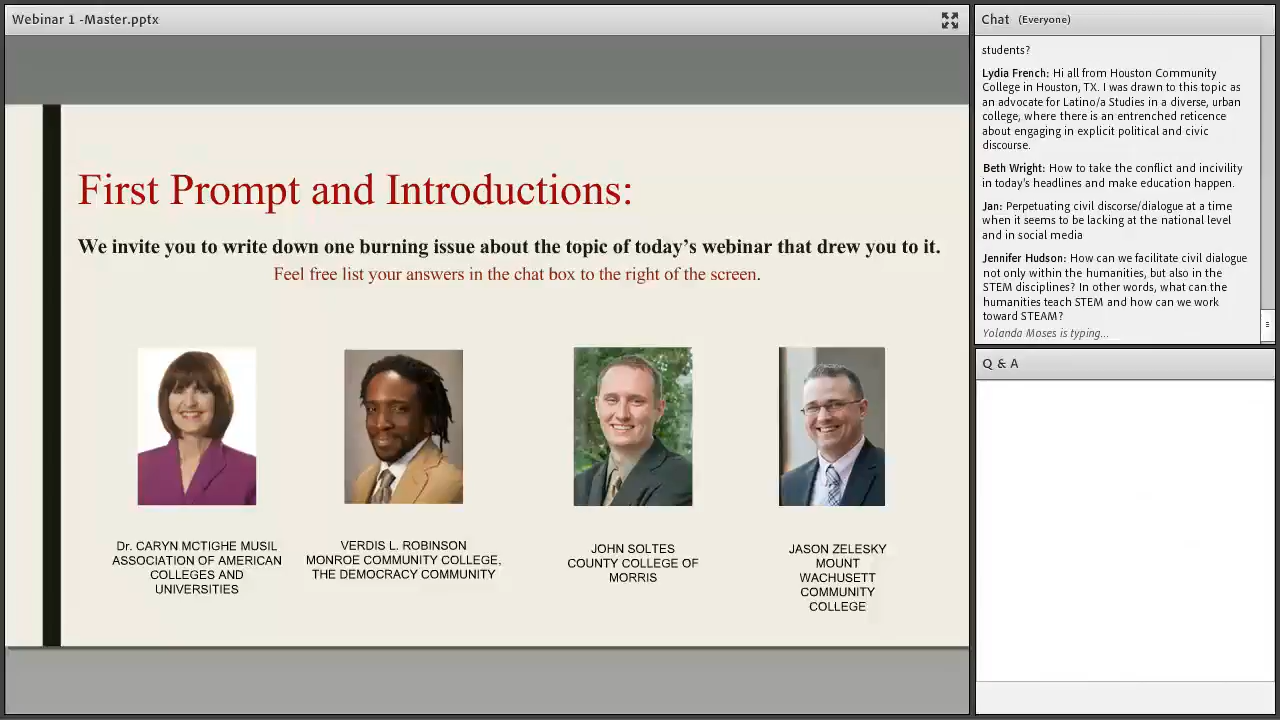 Webinar 1 -Master.pptx
First Prompt and Introductions:
We invite you to write down one burning issue about the topic of today’s webinar that drew you to it.
Feel free list your answers in the chat box to the right of the screen.
Dr. CARYN MCTIGHE MUSIL
ASSOCIATION OF AMERICAN
COLLEGES AND
UNIVERSITIES
VERDIS L. ROBINSON
MONROE COMMUNITY COLLEGE,
THE DEMOCRACY COMMUNITY
JOHN SOLTES
COUNTY COLLEGE OF
MORRIS
JASON ZELESKY
MOUNT
WACHUSETT
COMMUNITY
COLLEGE
Chat (Everyone)
students?
Lydia French: Hi all from Houston Community
College in Houston, TX. I was drawn to this topic as
an advocate for Latino/a Studies in a diverse, urban
college, where there is an entrenched reticence
about engaging in explicit political and civic
discourse.
Beth Wright: How to take the conflict and incivility
in today's headlines and make education happen.
Jan: Perpetuating civil discorse/dialogue at a time
when it seems to be lacking at the national level
and in social media
Jennifer Hudson: How can we facilitate civil dialogue
not only within the humanities, but also in the
STEM disciplines? In other words, what can the
humanities teach STEM and how can we work
toward STEAM?
Yolanda Moses is typing...
Q & A